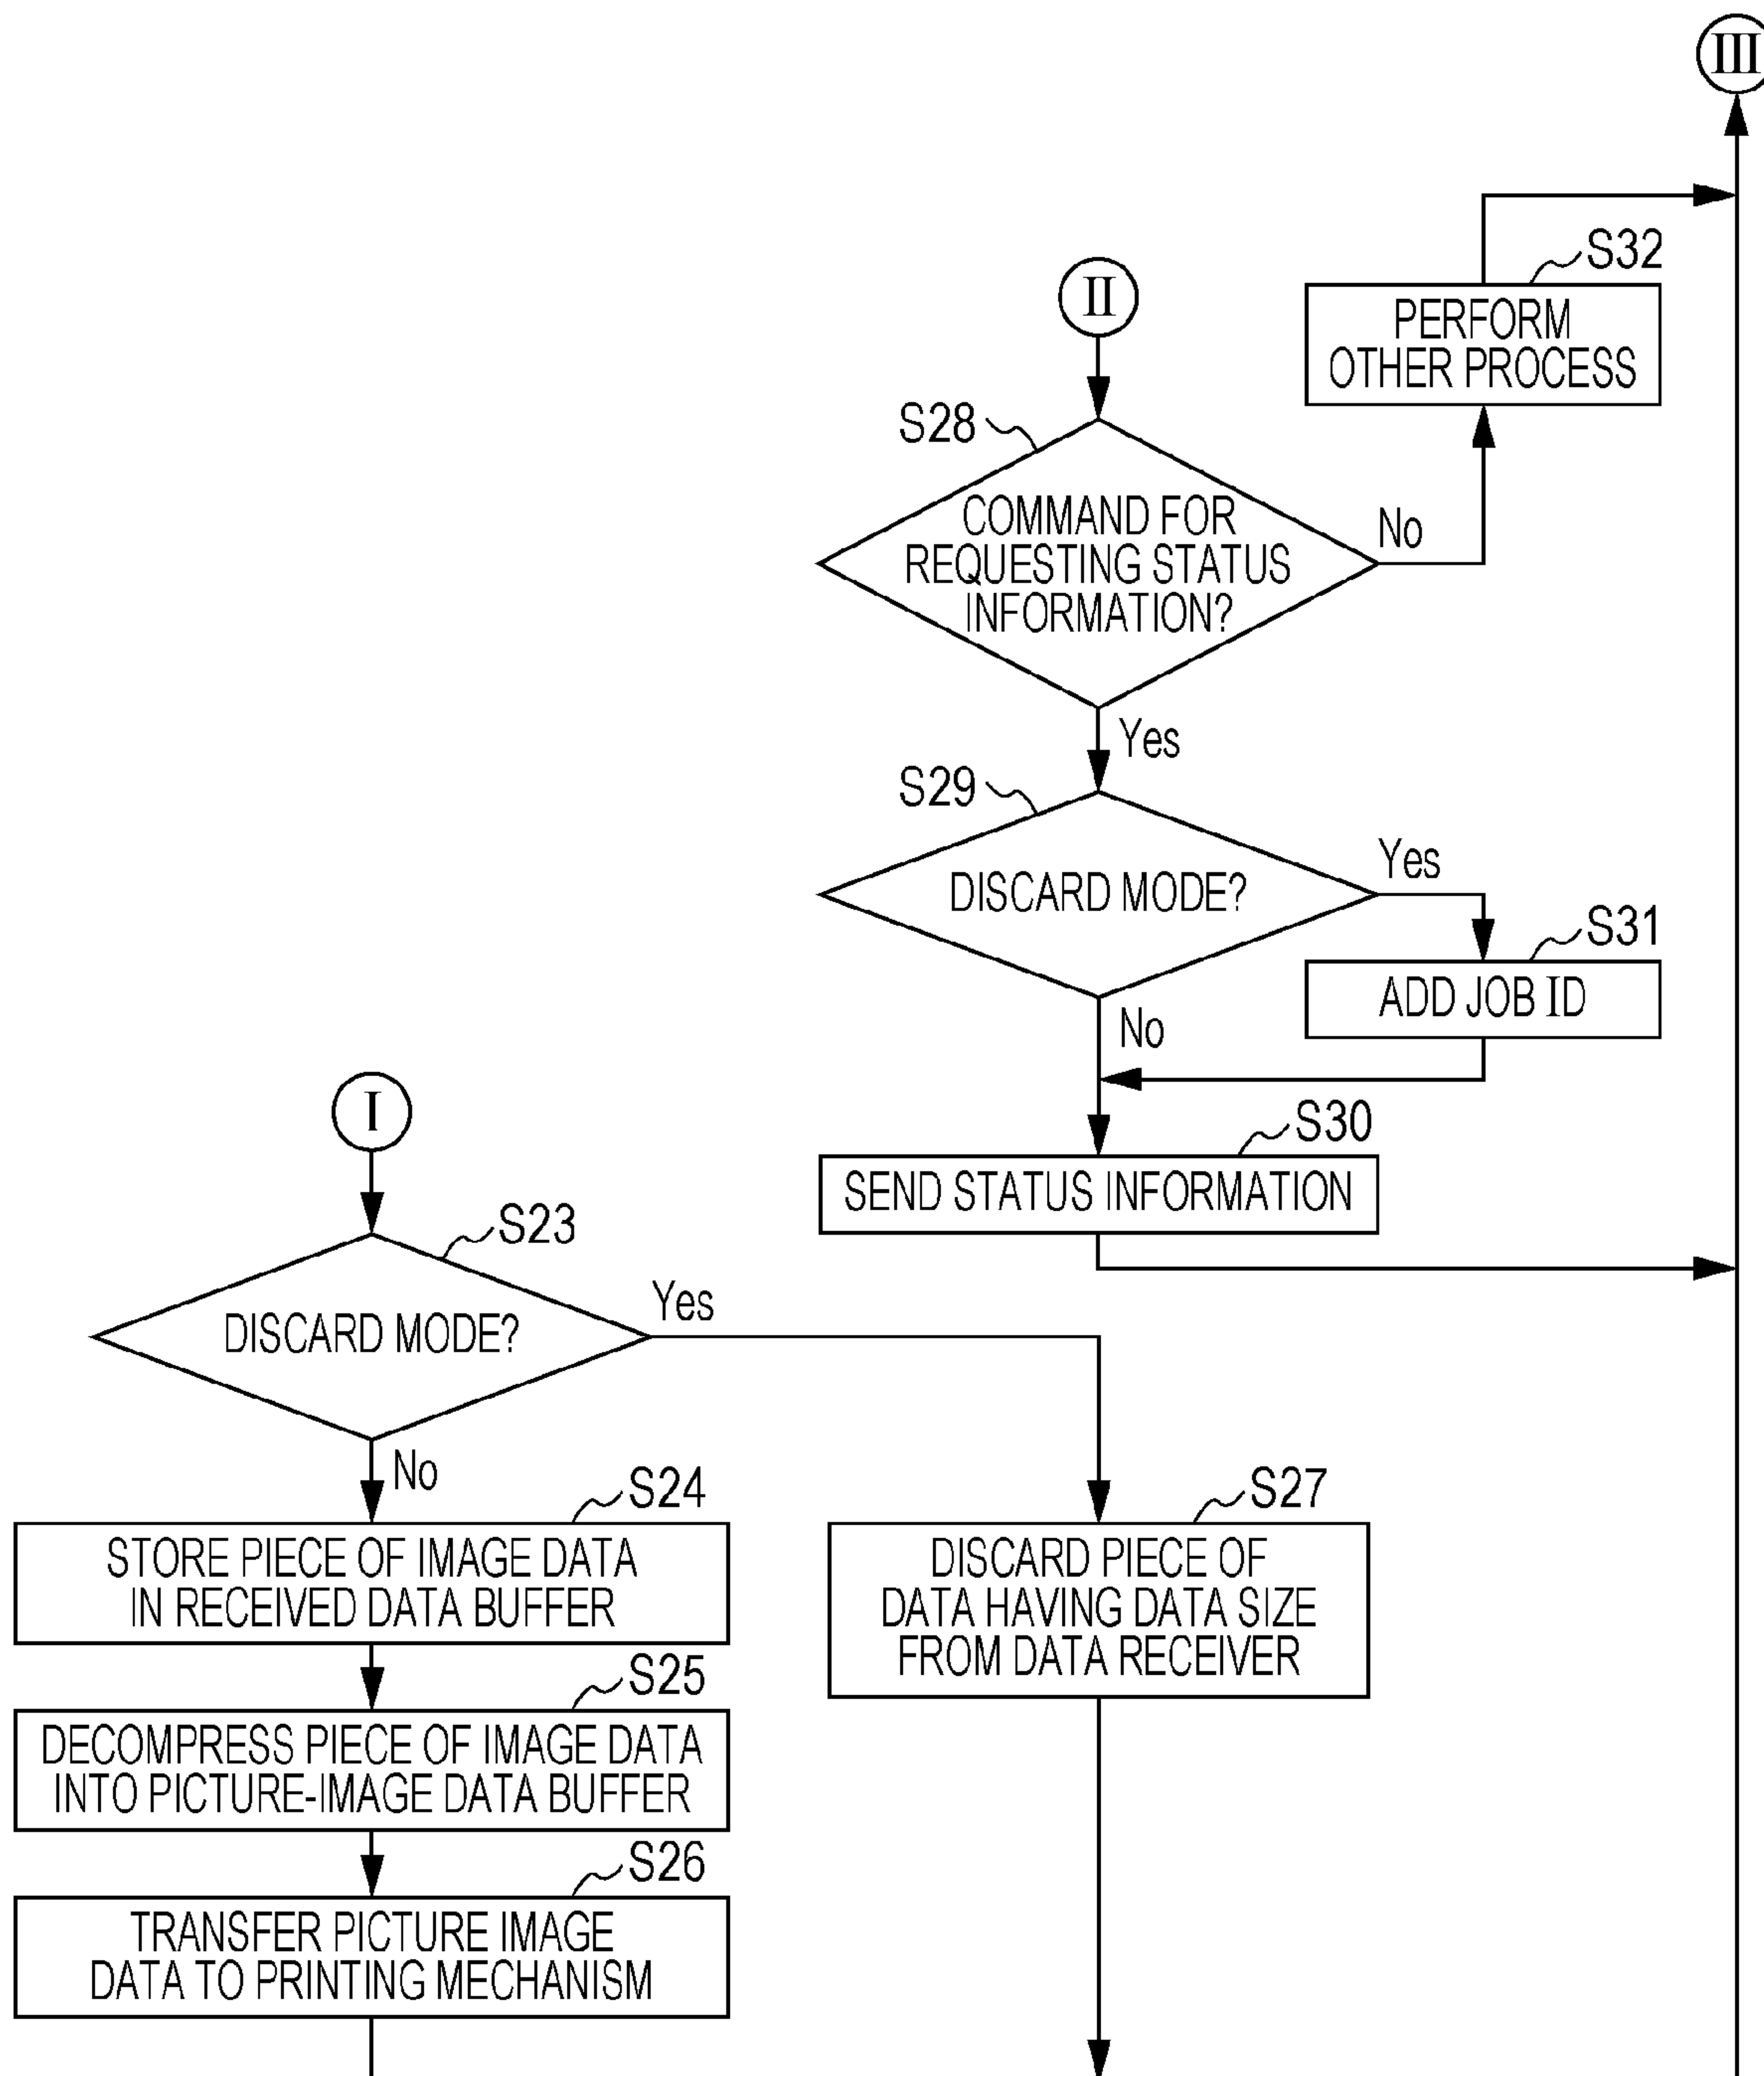 III
S32
PERFORM
OTHER PROCESS
II
S28
COMMAND FOR
REQUESTING STATUS
INFORMATION?
No
Yes
S29
DISCARD MODE?
Yes
S31
ADD JOB ID
No
S30
SEND STATUS INFORMATION
I
S23
DISCARD MODE?
Yes
No
S24
STORE PIECE OF IMAGE DATA
IN RECEIVED DATA BUFFER
S25
DECOMPRESS PIECE OF IMAGE DATA
INTO PICTURE-IMAGE DATA BUFFER
S26
TRANSFER PICTURE IMAGE
DATA TO PRINTING MECHANISM
S27
DISCARD PIECE OF
DATA HAVING DATA SIZE
FROM DATA RECEIVER